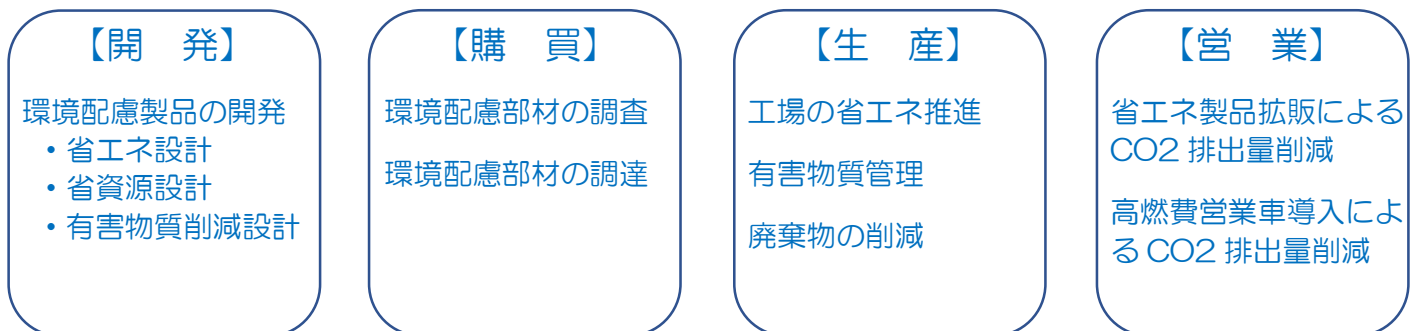 【開　発】
環境配慮製品の開発
・省エネ設計
・省資源設計
・有害物質削減設計
【購　買】
環境配慮部材の調査
環境配慮部材の調達
【生　産】
工場の省エネ推進
有害物質管理
廃棄物の削減
【営　業】
省エネ製品拡販による
CO2 排出量削減
高燃費営業車導入によ
る CO2 排出量削減